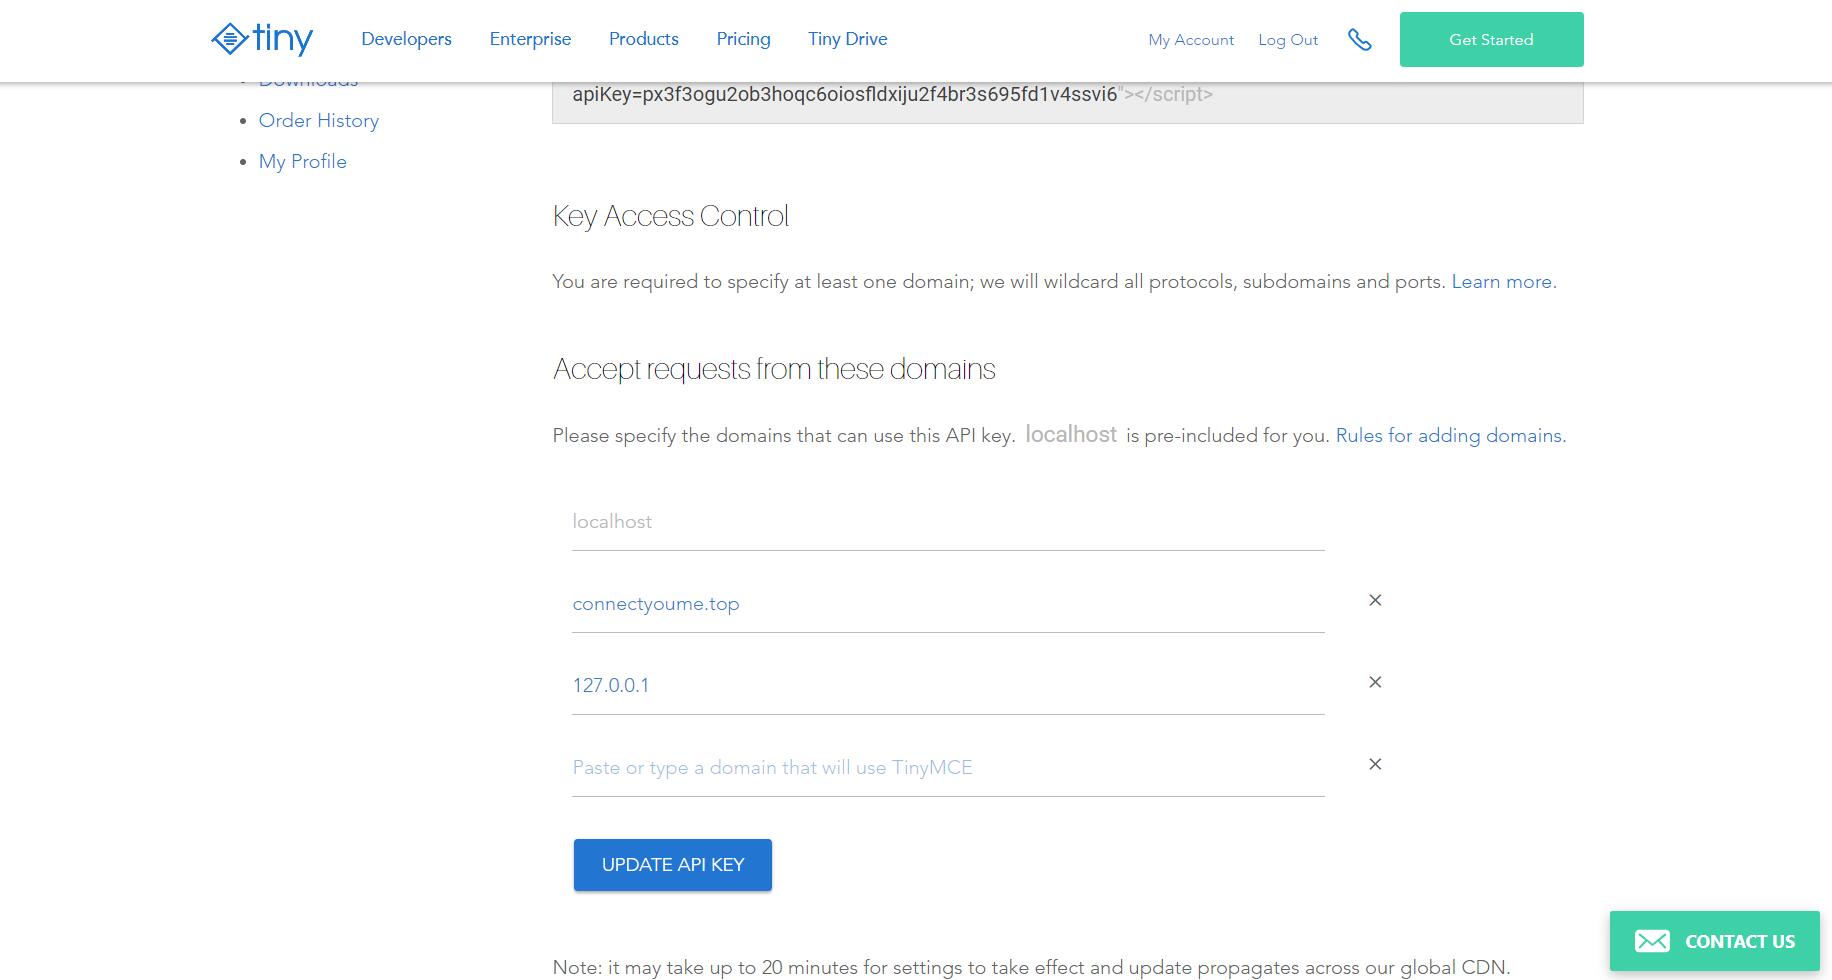 tiny Developers Enterprise Products Pricing Tiny Drive My Account Log Out Get Started
Downloads
Order History
My Profile
apiKey=px3f3ogu2ob3hoqc6oiosfldxiju2f4br3s695fd1v4ssvi6"></script>
Key Access Control
You are required to specify at least one domain; we will wildcard all protocols, subdomains and ports. Learn more.
Accept requests from these domains
Please specify the domains that can use this API key. localhost is pre-included for you. Rules for adding domains.
localhost
connectyoume.top
127.0.0.1
Paste or type a domain that will use TinyMCE
UPDATE API KEY
CONTACT US
Note: it may take up to 20 minutes for settings to take effect and update propagates across our global CDN.